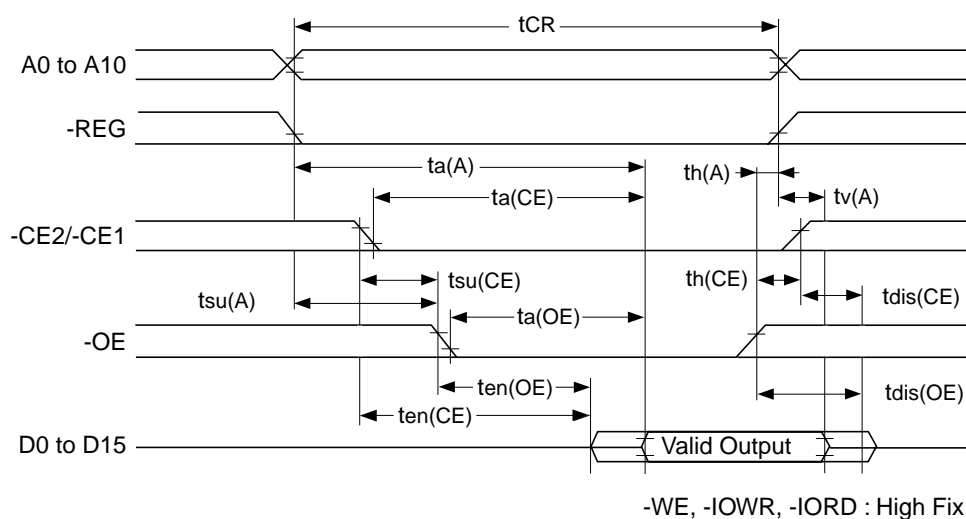 tCR
A0 to A10
-REG
ta(A)
th(A)
ta(CE)
tv(A)
-CE2/-CE1
tsu(CE)
th(CE)
tsu(A)
tdis(CE)
ta(OE)
-OE
ten(OE)
tdis(OE)
ten(CE)
D0 to D15
Valid Output
-WE, -IOWR, -IORD : High Fix